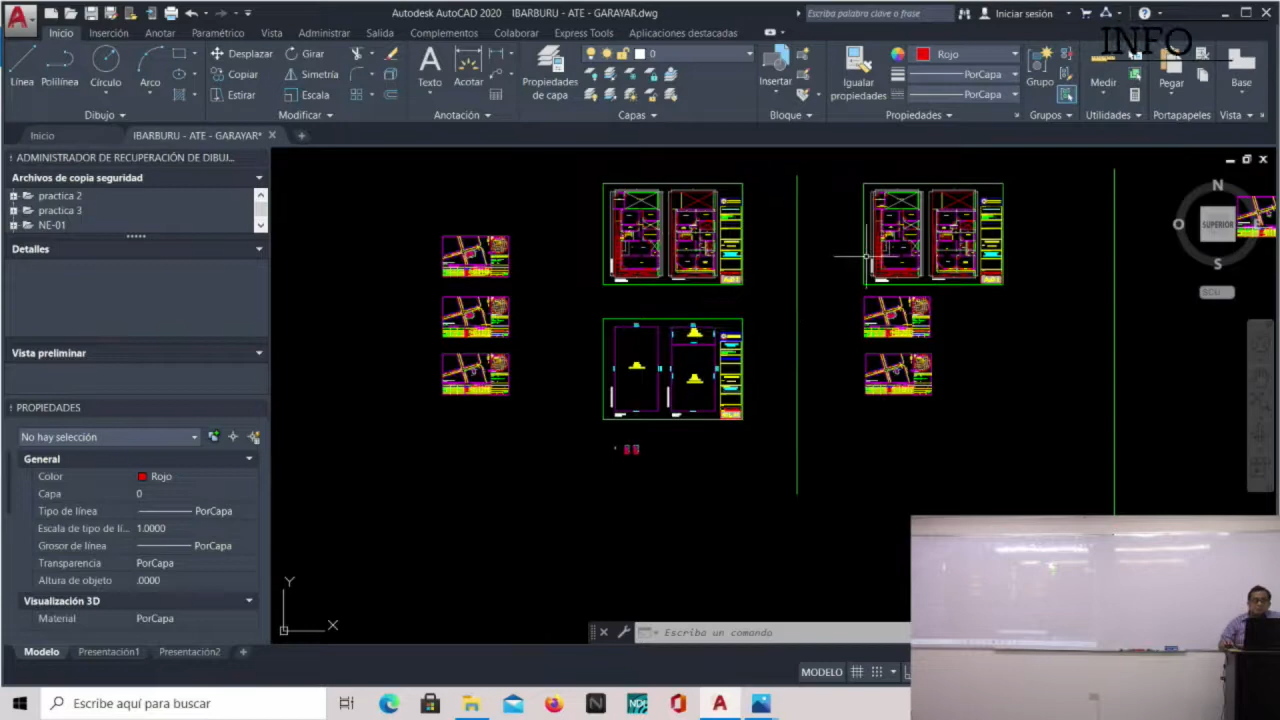 Autodesk AutoCAD 2020 IBARBURU - ATE - GARAYAR.dwg
Escriba palabra clave o frase
Iniciar sesión
INFO
Inicio Inserción Anotar Paramétrico Vista Administrar Salida Complementos Colaborar Express Tools Aplicaciones destacadas
Línea Polilínea Círculo Arco
Desplazar Girar
Copiar Simetría
Estirar Escala
Texto Acotar
Propiedades de capa
0
Insertar
Igualar propiedades
Rojo
PorCapa
PorCapa
Grupo Medir Pegar Base
Dibujo Modificar Anotación Capas Bloque Propiedades Grupos Utilidades Portapapeles Vista
Inicio IBARBURU - ATE - GARAYAR*
ADMINISTRADOR DE RECUPERACIÓN DE DIBU...
Archivos de copia seguridad
practica 2
practica 3
NE-01
Detalles
Vista preliminar
PROPIEDADES
No hay selección
General
Color Rojo
Capa 0
Tipo de línea PorCapa
Escala de tipo de lí... 1.0000
Grosor de línea PorCapa
Transparencia PorCapa
Altura de objeto .0000
Visualización 3D
Material PorCapa
N
O SUPERIOR
S
SCU
Y
X
Escriba un comando
Modelo Presentación1 Presentación2
MODELO
Escribe aquí para buscar